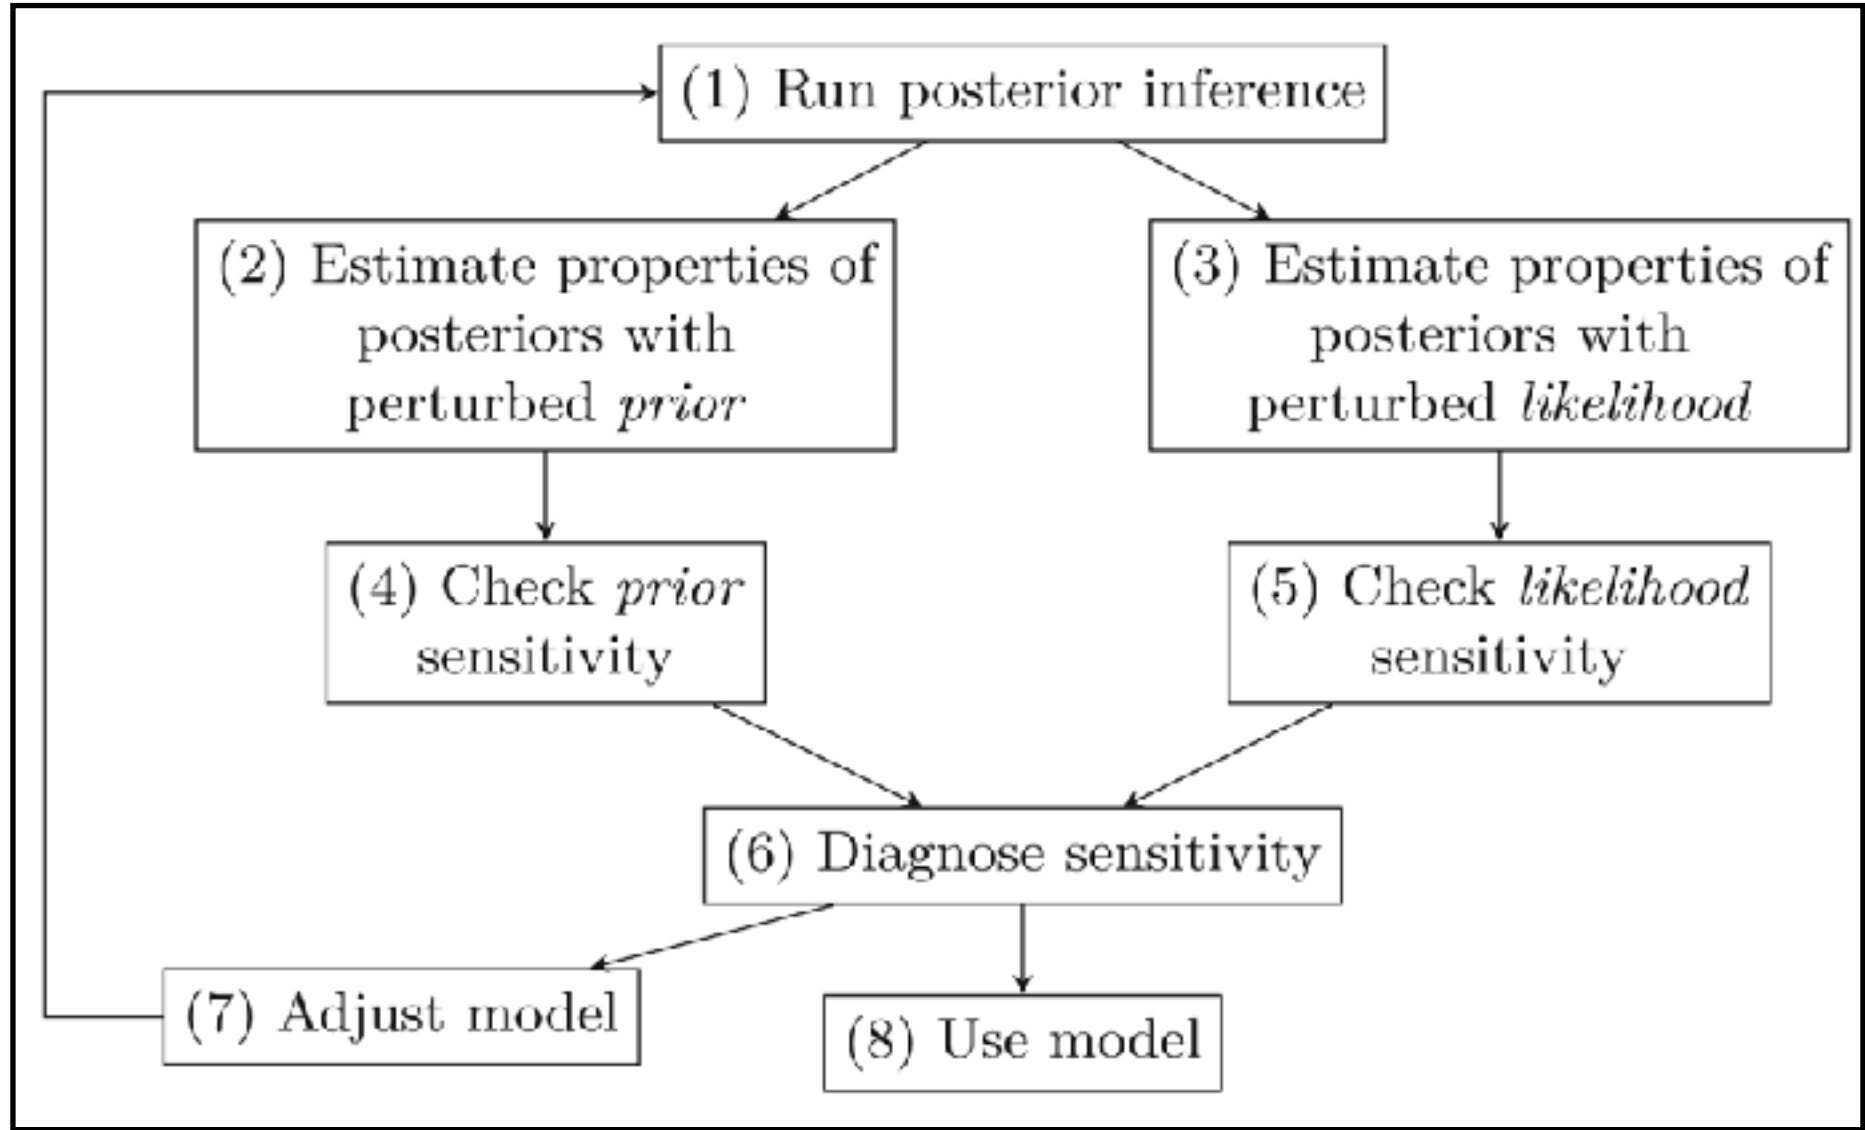 (1) Run posterior inference
(2) Estimate properties of
posteriors with
perturbed prior
(3) Estimate properties of
posteriors with
perturbed likelihood
(4) Check prior
sensitivity
(5) Check likelihood
sensitivity
(6) Diagnose sensitivity
(7) Adjust model
(8) Use model